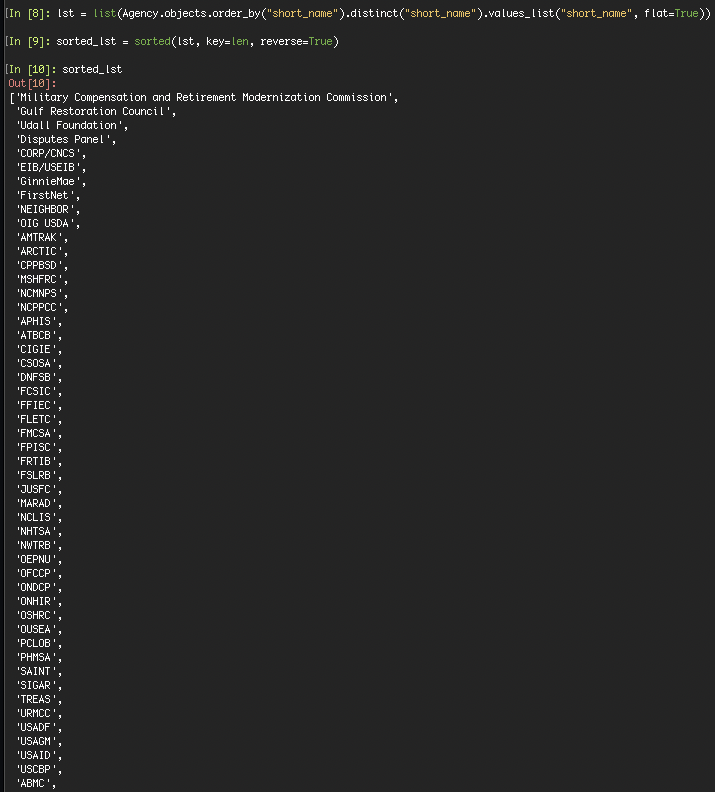 In [8]: lst = list(Agency.objects.order_by("short_name").distinct("short_name").values_list("short_name", flat=True))
In [9]: sorted_lst = sorted(lst, key=len, reverse=True)
In [10]: sorted_lst
Out[10]:
['Military Compensation and Retirement Modernization Commission',
'Gulf Restoration Council',
'Udall Foundation',
'Disputes Panel',
'CORP/CNCS',
'EIB/USEIB',
'GinnieMae',
'FirstNet',
'NEIGHBOR',
'OIG USDA',
'AMTRAK',
'ARCTIC',
'CPPBSD',
'MSHFRC',
'NCMNPS',
'NCPPCC',
'APHIS',
'ATBCB',
'CIGIE',
'CSOSA',
'DNFSB',
'FCSIC',
'FFIEC',
'FLETC',
'FMCSA',
'FPISC',
'FRTIB',
'FSLRB',
'JUSFC',
'MARAD',
'NCLIS',
'NHTSA',
'NWTRB',
'OEPNU',
'OFCCP',
'ONDCP',
'ONHIR',
'OSHRC',
'OUSEA',
'PCLOB',
'PHMSA',
'SAINT',
'SIGAR',
'TREAS',
'URMCC',
'USADF',
'USAGM',
'USAID',
'USCBP',
'ABMC',